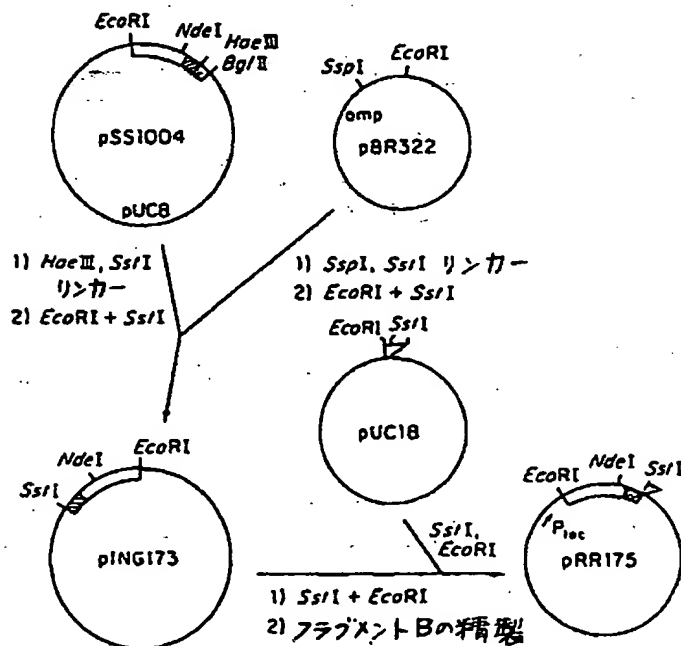 EcoRI
NdeI
HaeIII
BglII
pSS1004
pUC8
SspI
EcoRI
omp
pBR322
1) HaeIII, SstI
リンカー
2) EcoRI + SstI
1) SspI, SstI リンカー
2) EcoRI + SstI
EcoRI SstI
pUC18
SstI
NdeI
EcoRI
pING173
SstI,
EcoRI
1) SstI + EcoRI
2) フラグメントBの精製
EcoRI
NdeI
SstI
Plac
pRR175